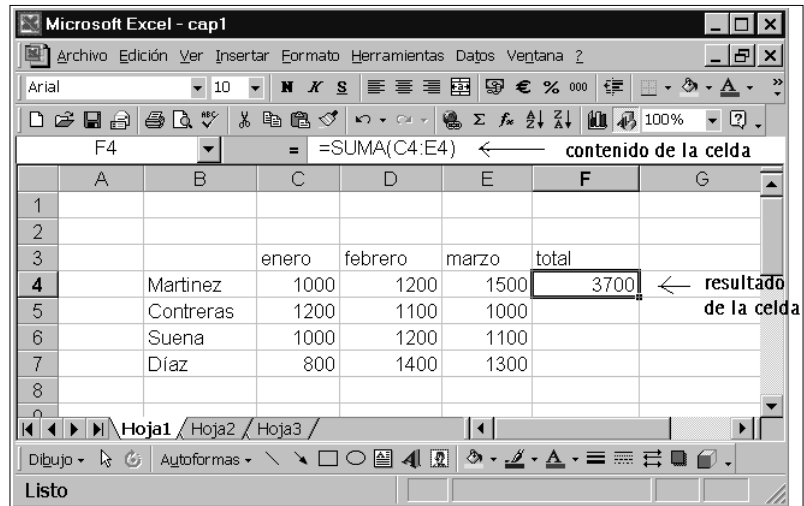 Microsoft Excel - cap1
Archivo Edición Ver Insertar Formato Herramientas Datos Ventana ?
Arial 10 N K S € % 000
ABC Σ fx A Z Z A 100% ?
F4 = =SUMA(C4:E4) contenido de la celda
A B C D E F G
1
2
3 enero febrero marzo total
4 Martinez 1000 1200 1500 3700 resultado
5 Contreras 1200 1100 1000 de la celda
6 Suena 1000 1200 1100
7 Díaz 800 1400 1300
8
9
Hoja1 Hoja2 Hoja3
Dibujo Autoformas A A
Listo